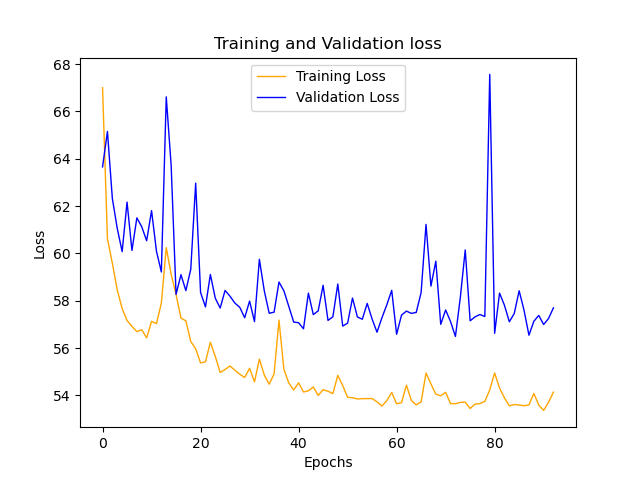 Training and Validation loss
Training Loss
Validation Loss
68
66
64
62
60
58
56
54
Loss
0 20 40 60 80
Epochs